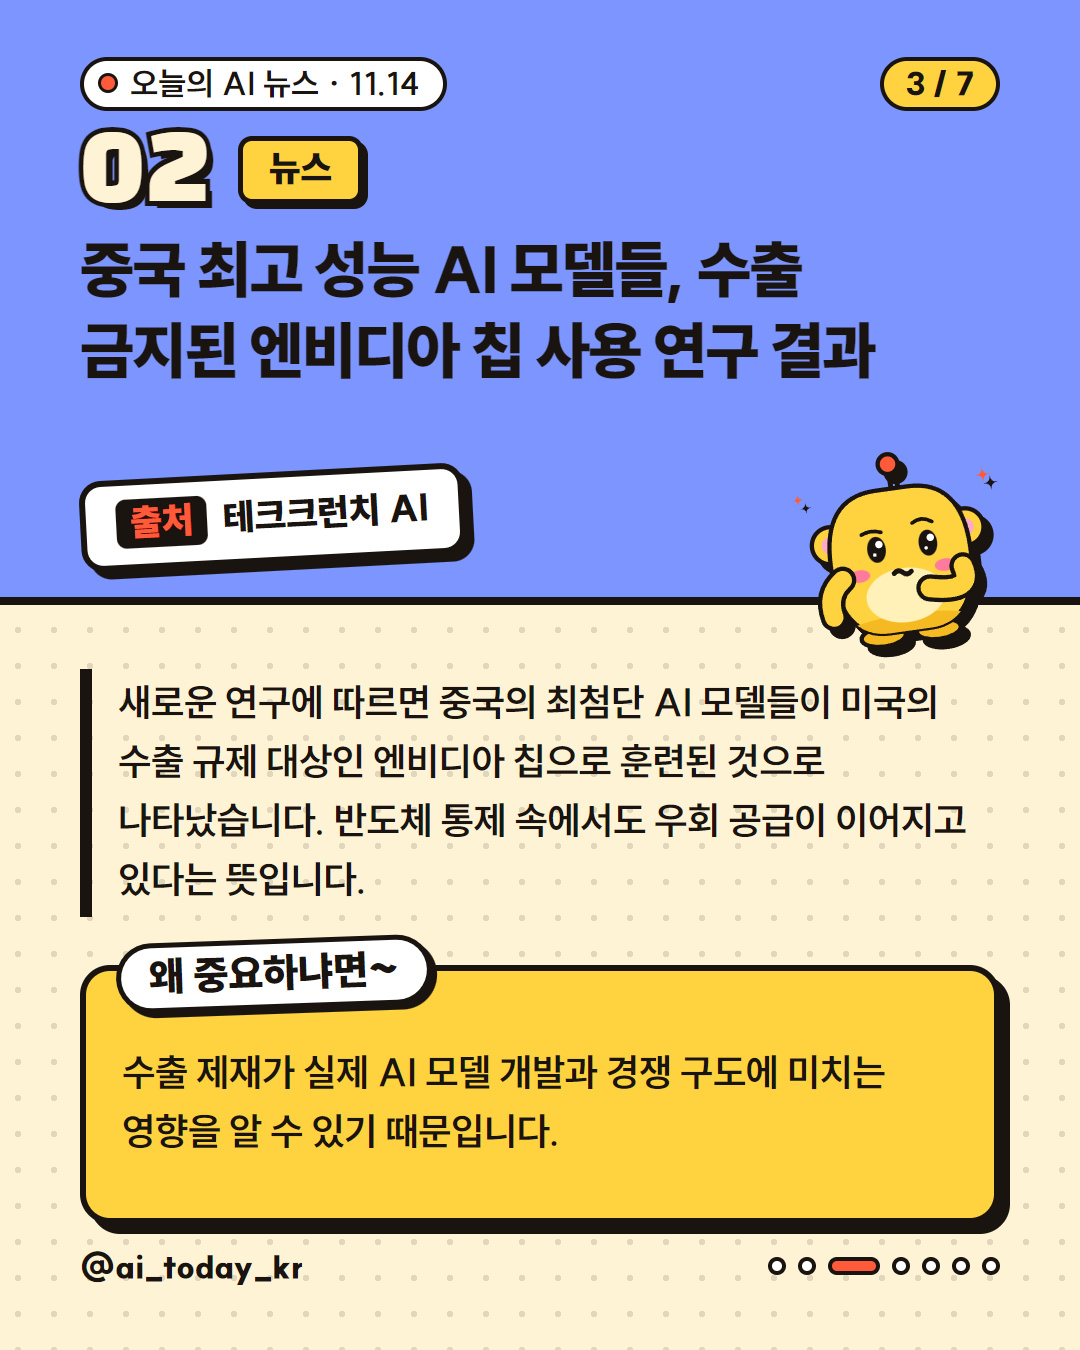 오늘의 AI 뉴스 · 11.14
3 / 7
02
뉴스
중국 최고 성능 AI 모델들, 수출
금지된 엔비디아 칩 사용 연구 결과
출처 테크크런치 AI
새로운 연구에 따르면 중국의 최첨단 AI 모델들이 미국의
수출 규제 대상인 엔비디아 칩으로 훈련된 것으로
나타났습니다. 반도체 통제 속에서도 우회 공급이 이어지고
있다는 뜻입니다.
왜 중요하냐면~
수출 제재가 실제 AI 모델 개발과 경쟁 구도에 미치는
영향을 알 수 있기 때문입니다.
@ai_today_kr